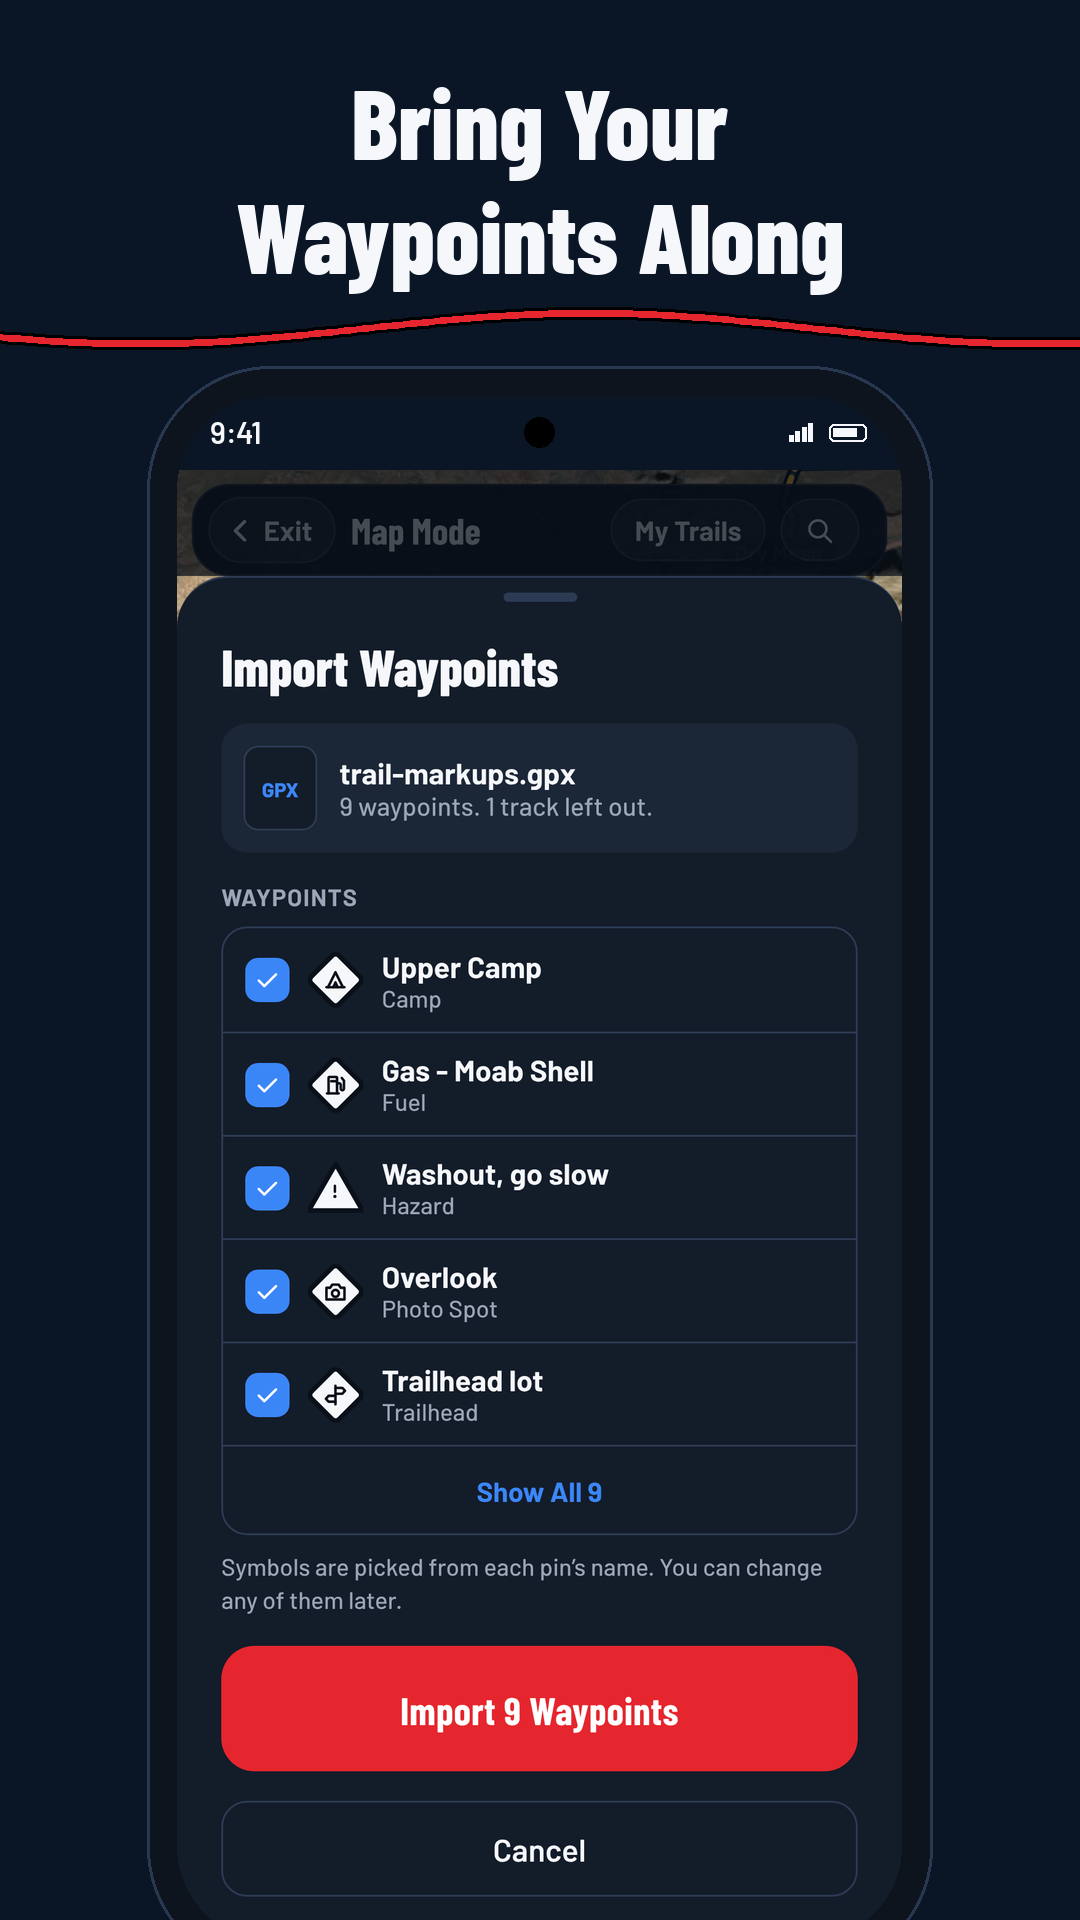 Bring Your
Waypoints Along
9:41
Exit
Map Mode
My Trails
Import Waypoints
GPX
trail-markups.gpx
9 waypoints. 1 track left out.
WAYPOINTS
Upper Camp
Camp
Gas - Moab Shell
Fuel
Washout, go slow
Hazard
Overlook
Photo Spot
Trailhead lot
Trailhead
Show All 9
Symbols are picked from each pin’s name. You can change
any of them later.
Import 9 Waypoints
Cancel